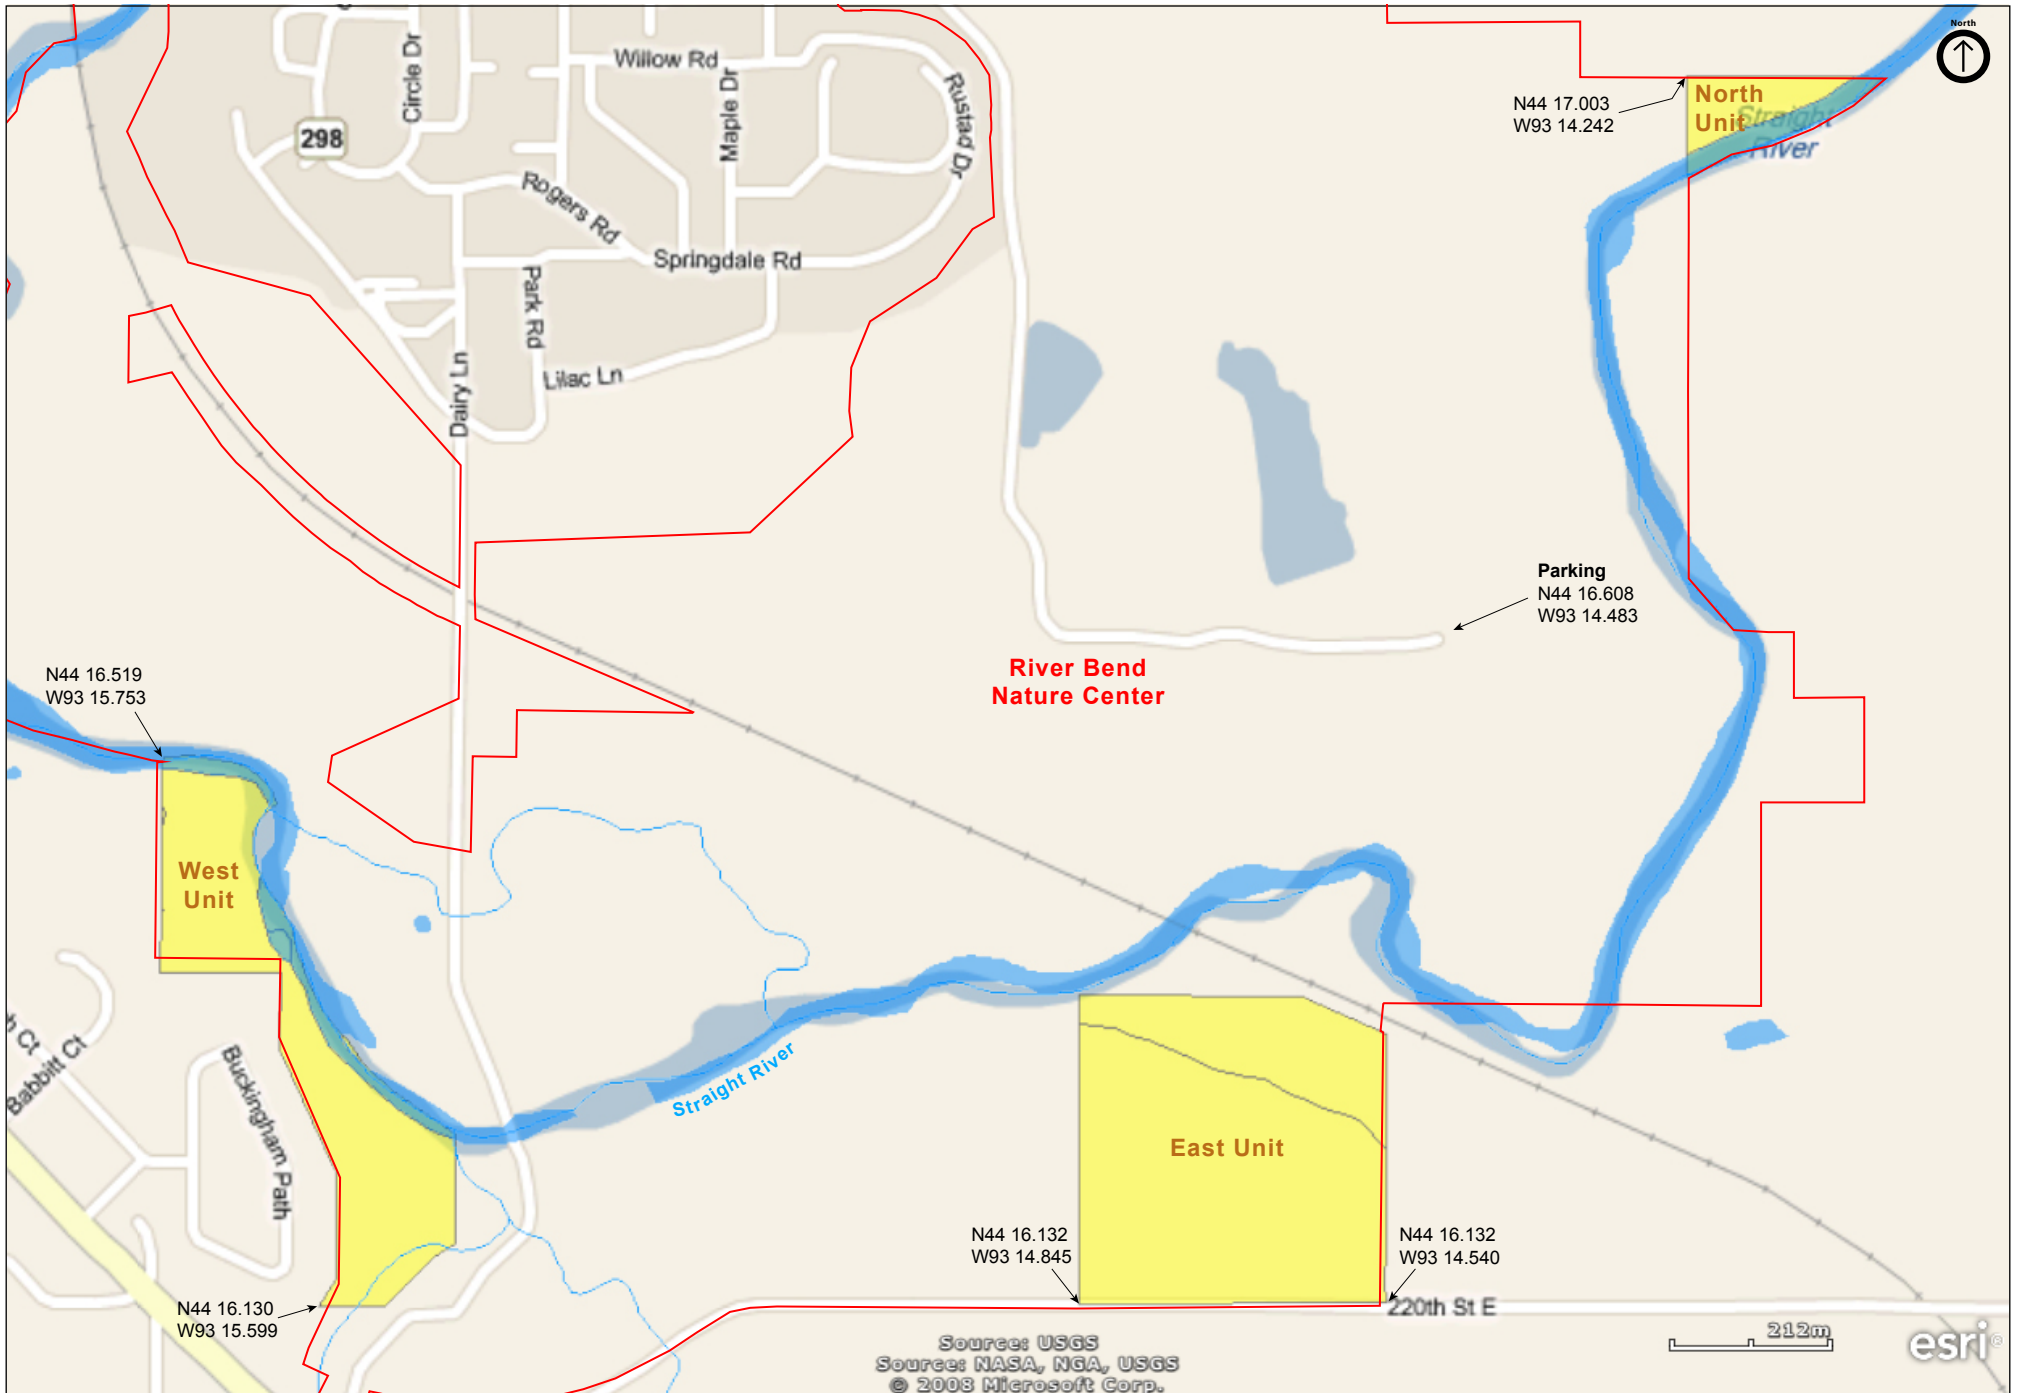 North
Willow Rd
Circle Dr
Maple Dr
Rustad Dr
298
N44 17.003
W93 14.242
North
Unit
Straight
River
Rogers Rd
Springdale Rd
Park Rd
Lilac Ln
Dairy Ln
Parking
N44 16.608
W93 14.483
River Bend
Nature Center
N44 16.519
W93 15.753
West
Unit
Ct
Babbitt Ct
Buckingham Path
Straight River
East Unit
N44 16.132
W93 14.845
N44 16.132
W93 14.540
N44 16.130
W93 15.599
220th St E
212m
Source: USGS
Source: NASA, NGA, USGS
© 2008 Microsoft Corp.
esri®